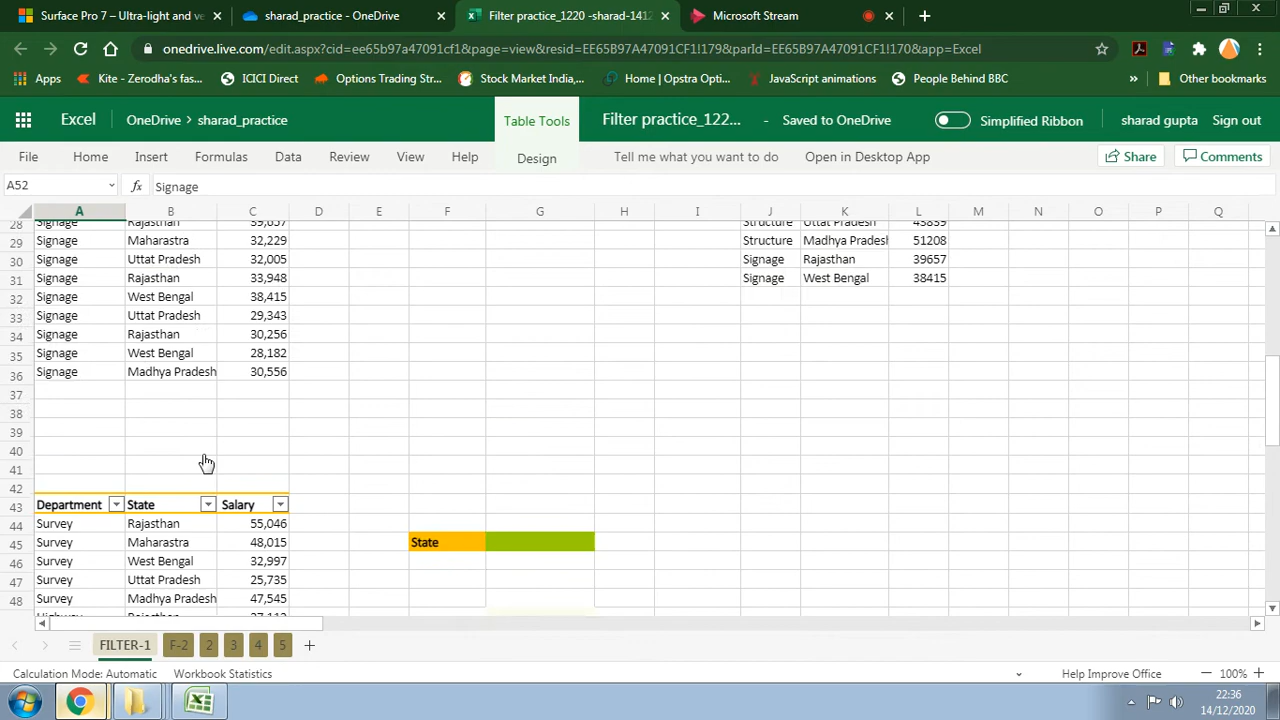 Surface Pro 7 – Ultra-light and ve
sharad_practice - OneDrive
Filter practice_1220 -sharad-1412
Microsoft Stream
onedrive.live.com/edit.aspx?cid=ee65b97a47091cf1&page=view&resid=EE65B97A47091CF1!179&parId=EE65B97A47091CF1!170&app=Excel
Apps
Kite - Zerodha's fas...
ICICI Direct
Options Trading Str...
Stock Market India,...
Home | Opstra Opti...
JavaScript animations
People Behind BBC
»
Other bookmarks
Excel
OneDrive > sharad_practice
Table Tools
Filter practice_122... - Saved to OneDrive
Simplified Ribbon
sharad gupta
Sign out
File Home Insert Formulas Data Review View Help Design
Tell me what you want to do
Open in Desktop App
Share
Comments
A52
fx Signage
A B C D E F G H I J K L M N O P Q
28 Signage Rajasthan 39,657 Structure Uttat Pradesh 43839
29 Signage Maharastra 32,229 Structure Madhya Pradesh 51208
30 Signage Uttat Pradesh 32,005 Signage Rajasthan 39657
31 Signage Rajasthan 33,948 Signage West Bengal 38415
32 Signage West Bengal 38,415
33 Signage Uttat Pradesh 29,343
34 Signage Rajasthan 30,256
35 Signage West Bengal 28,182
36 Signage Madhya Pradesh 30,556
37
38
39
40
41
42
43 Department State Salary
44 Survey Rajasthan 55,046
45 Survey Maharastra 48,015 State
46 Survey West Bengal 32,997
47 Survey Uttat Pradesh 25,735
48 Survey Madhya Pradesh 47,545
Highway Rajasthan 37,112
FILTER-1 F-2 2 3 4 5
Calculation Mode: Automatic
Workbook Statistics
Help Improve Office
100%
22:36
14/12/2020